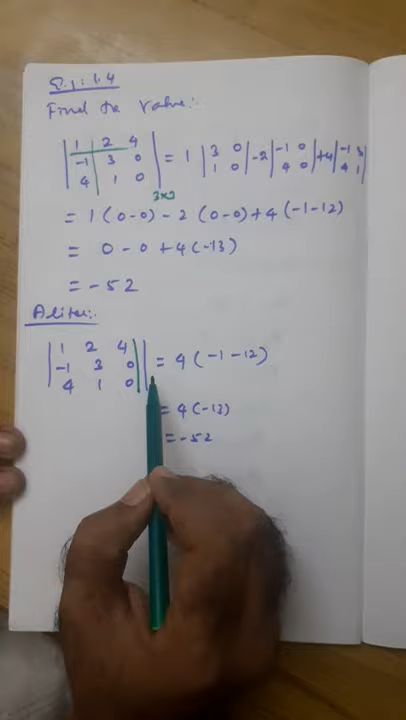 Eg: 1.4
Find the value:
| 1 2 4 | = 1 | 3 0 | -2 | -1 0 | +4 | -1 3 |
| -1 3 0 | | 1 0 | | 4 0 | | 4 1 |
| 4 1 0 |
3×3
= 1 (0-0) - 2 (0-0) + 4 (-1-12)
= 0 - 0 + 4 (-13)
= -52
Aliter:
| 1 2 4 |
| -1 3 0 | = 4 (-1-12)
| 4 1 0 |
= 4 (-13)
= -52